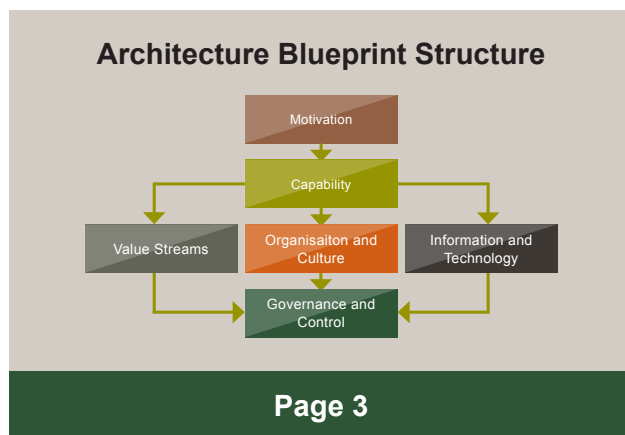 Architecture Blueprint Structure
Motivation
Capability
Value Streams
Organisaiton and
Culture
Information and
Technology
Governance and
Control
Page 3